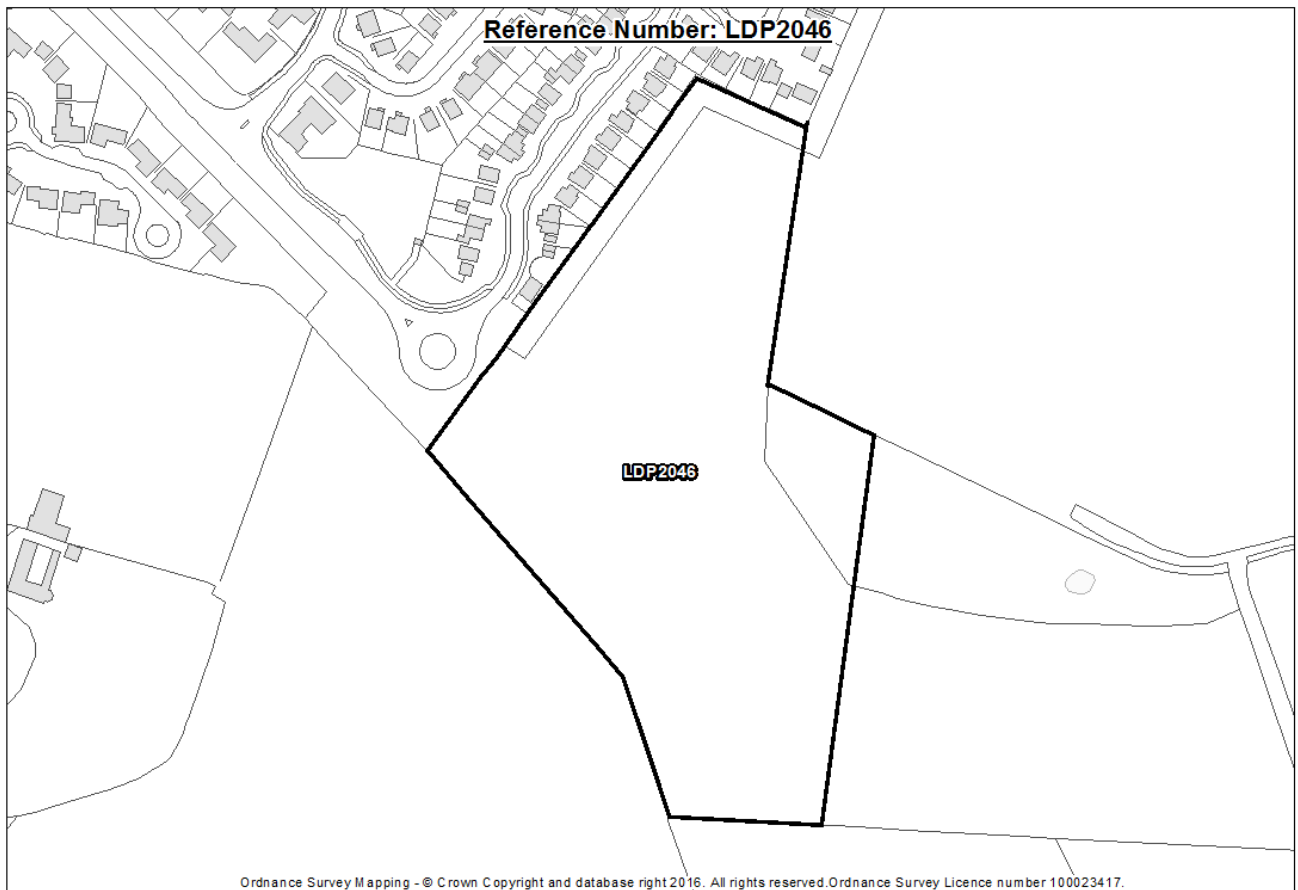 Reference Number: LDP2046
LDP2046
Ordnance Survey Mapping - © Crown Copyright and database right 2016. All rights reserved.Ordnance Survey Licence number 100023417.